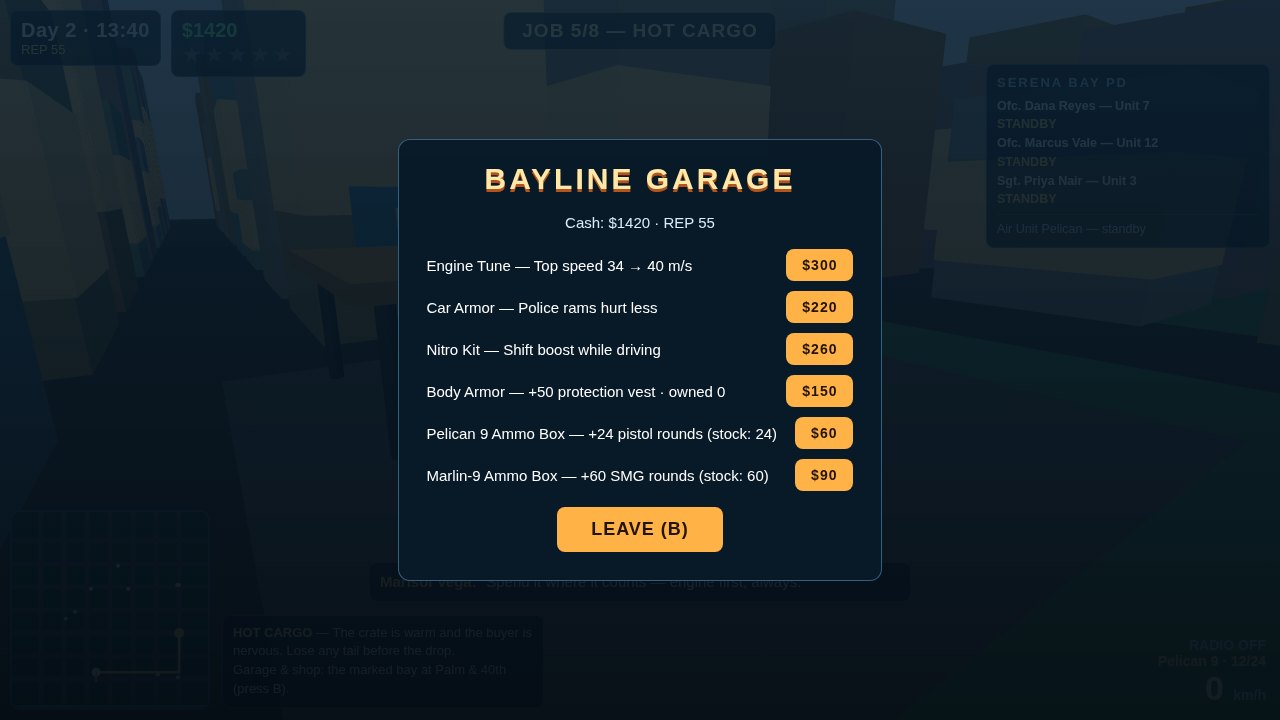 Day 2 · 13:40
REP 55
$1420
★★★★★
JOB 5/8 — HOT CARGO
SERENA BAY PD
Ofc. Dana Reyes — Unit 7
STANDBY
Ofc. Marcus Vale — Unit 12
STANDBY
Sgt. Priya Nair — Unit 3
STANDBY
Air Unit Pelican — standby
BAYLINE GARAGE
Cash: $1420 · REP 55
Engine Tune — Top speed 34 → 40 m/s $300
Car Armor — Police rams hurt less $220
Nitro Kit — Shift boost while driving $260
Body Armor — +50 protection vest · owned 0 $150
Pelican 9 Ammo Box — +24 pistol rounds (stock: 24) $60
Marlin-9 Ammo Box — +60 SMG rounds (stock: 60) $90
LEAVE (B)
Marisol Vega: "Spend it where it counts — engine first, always."
HOT CARGO — The crate is warm and the buyer is
nervous. Lose any tail before the drop.
Garage & shop: the marked bay at Palm & 40th
(press B).
RADIO OFF
Pelican 9 · 12/24
0 km/h